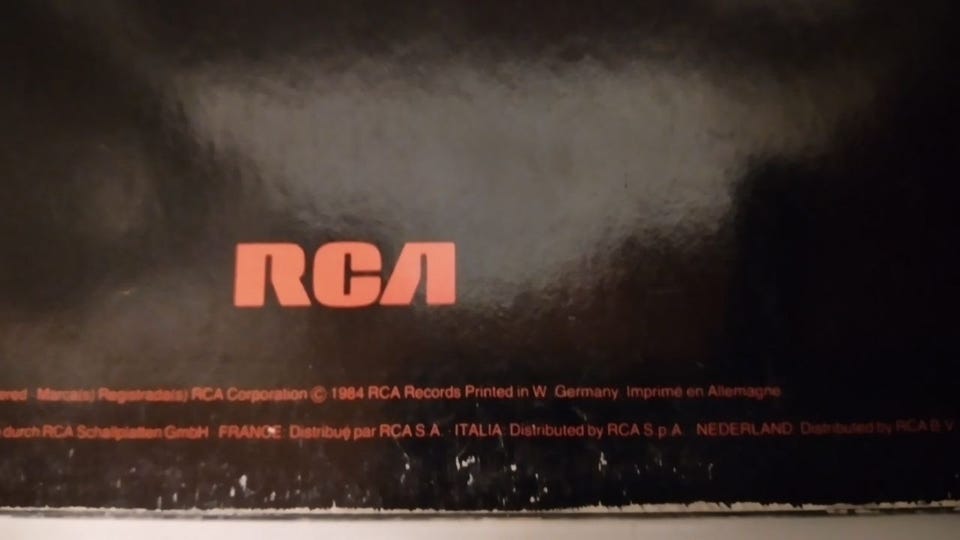 RCA
ered Marca(s) Registrada(s) RCA Corporation © 1984 RCA Records Printed in W. Germany. Imprimé en Allemagne
durch RCA Schallplatten GmbH FRANCE: Distribué par RCA S.A. ITALIA: Distributed by RCA S.p.A. NEDERLAND: Distributed by RCA B.V.